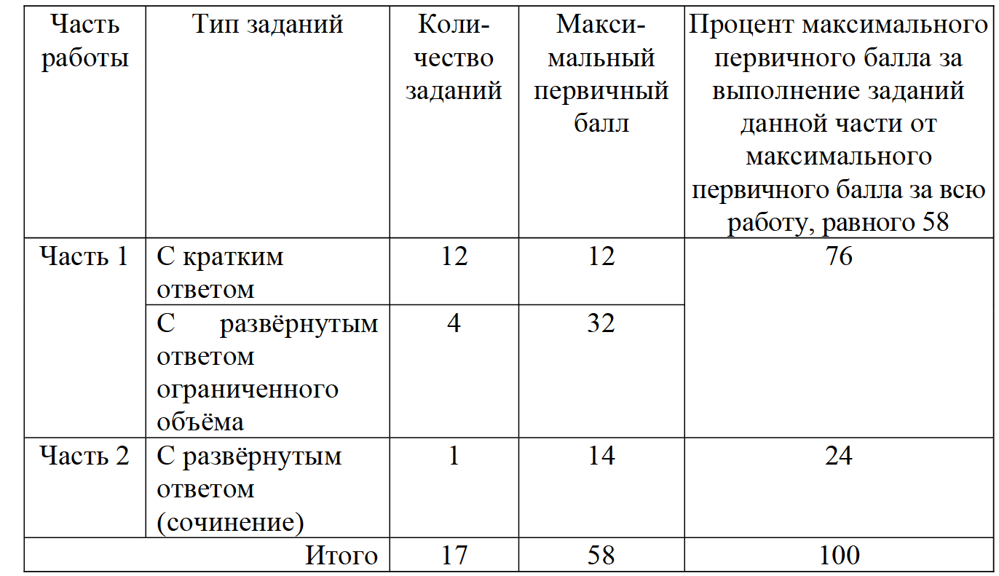 Часть работы
Тип заданий
Коли-
чество
заданий
Макси-
мальный
первичный
балл
Процент максимального
первичного балла за
выполнение заданий
данной части от
максимального
первичного балла за всю
работу, равного 58
Часть 1
С кратким
ответом
12
12
76
С развёрнутым
ответом
ограниченного
объёма
4
32
Часть 2
С развёрнутым
ответом
(сочинение)
1
14
24
Итого
17
58
100